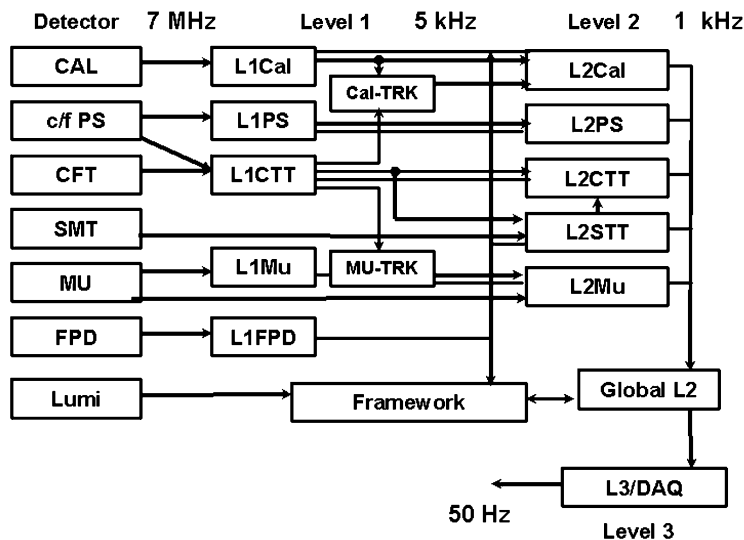 Detector 7 MHz Level 1 5 kHz Level 2 1 kHz
CAL L1Cal L2Cal
Cal-TRK
c/f PS L1PS L2PS
CFT L1CTT L2CTT
SMT L2STT
L1Mu MU-TRK
MU L2Mu
FPD L1FPD
Lumi Framework Global L2
L3/DAQ
50 Hz
Level 3